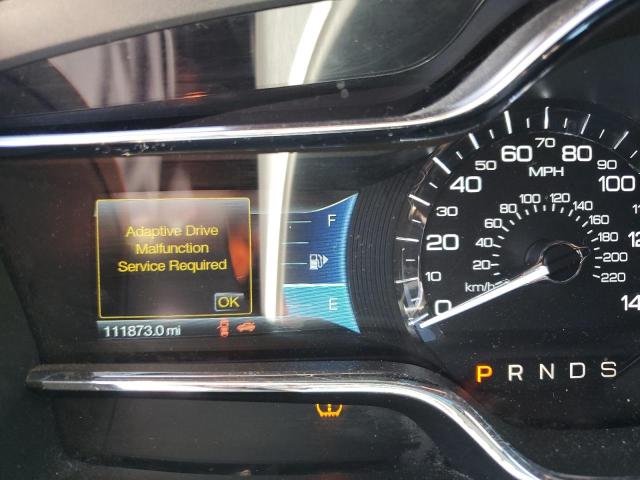 Adaptive Drive
Malfunction
Service Required
OK
111873.0 mi
F
E
0
10
20
30
40
50
60
70
80
90
100
MPH
20
40
60
80
100
120
140
160
180
200
220
km/h
P R N D S